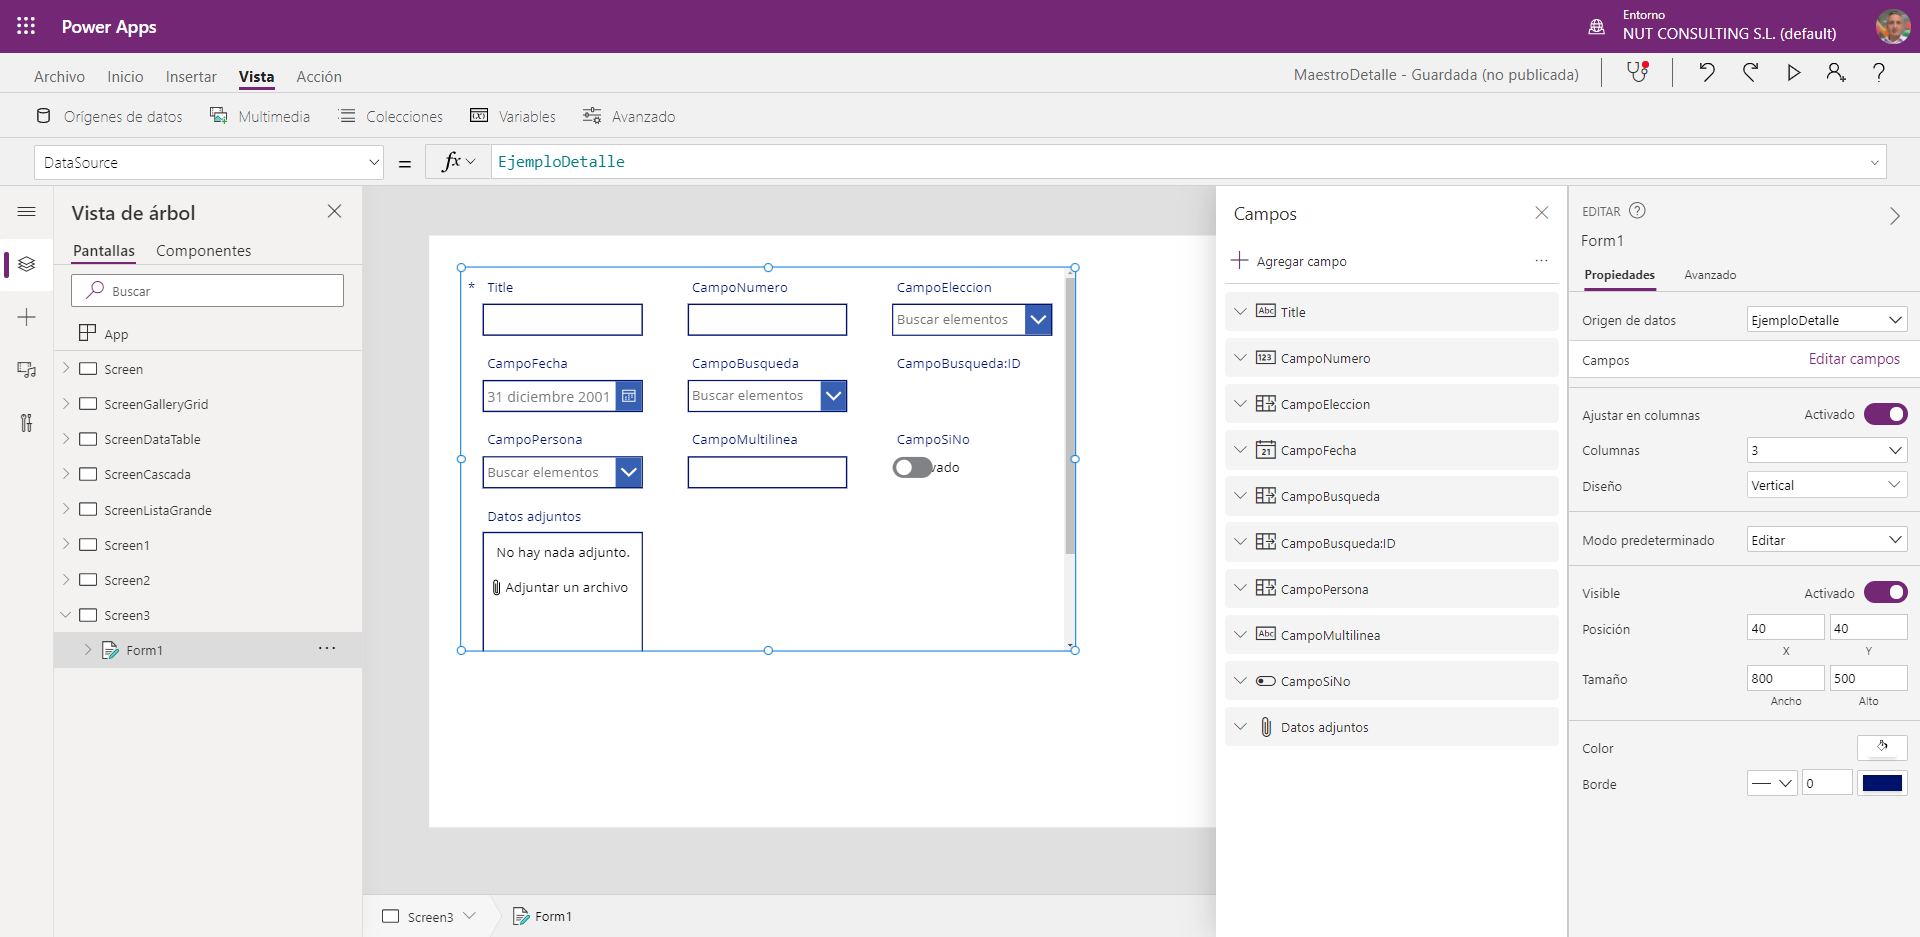 Power Apps
Entorno
NUT CONSULTING S.L. (default)
Archivo Inicio Insertar Vista Acción
MaestroDetalle - Guardada (no publicada)
Orígenes de datos Multimedia Colecciones Variables Avanzado
DataSource = fx EjemploDetalle
Vista de árbol
Pantallas Componentes
Buscar
App
Screen
ScreenGalleryGrid
ScreenDataTable
ScreenCascada
ScreenListaGrande
Screen1
Screen2
Screen3
Form1
* Title CampoNumero CampoEleccion
Buscar elementos
CampoFecha CampoBusqueda CampoBusqueda:ID
31 diciembre 2001 Buscar elementos
CampoPersona CampoMultilinea CampoSiNo
Buscar elementos vado
Datos adjuntos
No hay nada adjunto.
Adjuntar un archivo
Screen3 Form1
Campos
Agregar campo
Abc Title
123 CampoNumero
CampoEleccion
21 CampoFecha
CampoBusqueda
CampoBusqueda:ID
CampoPersona
Abc CampoMultilinea
CampoSiNo
Datos adjuntos
EDITAR
Form1
Propiedades Avanzado
Origen de datos EjemploDetalle
Campos Editar campos
Ajustar en columnas Activado
Columnas 3
Diseño Vertical
Modo predeterminado Editar
Visible Activado
Posición 40 40
X Y
Tamaño 800 500
Ancho Alto
Color
Borde 0